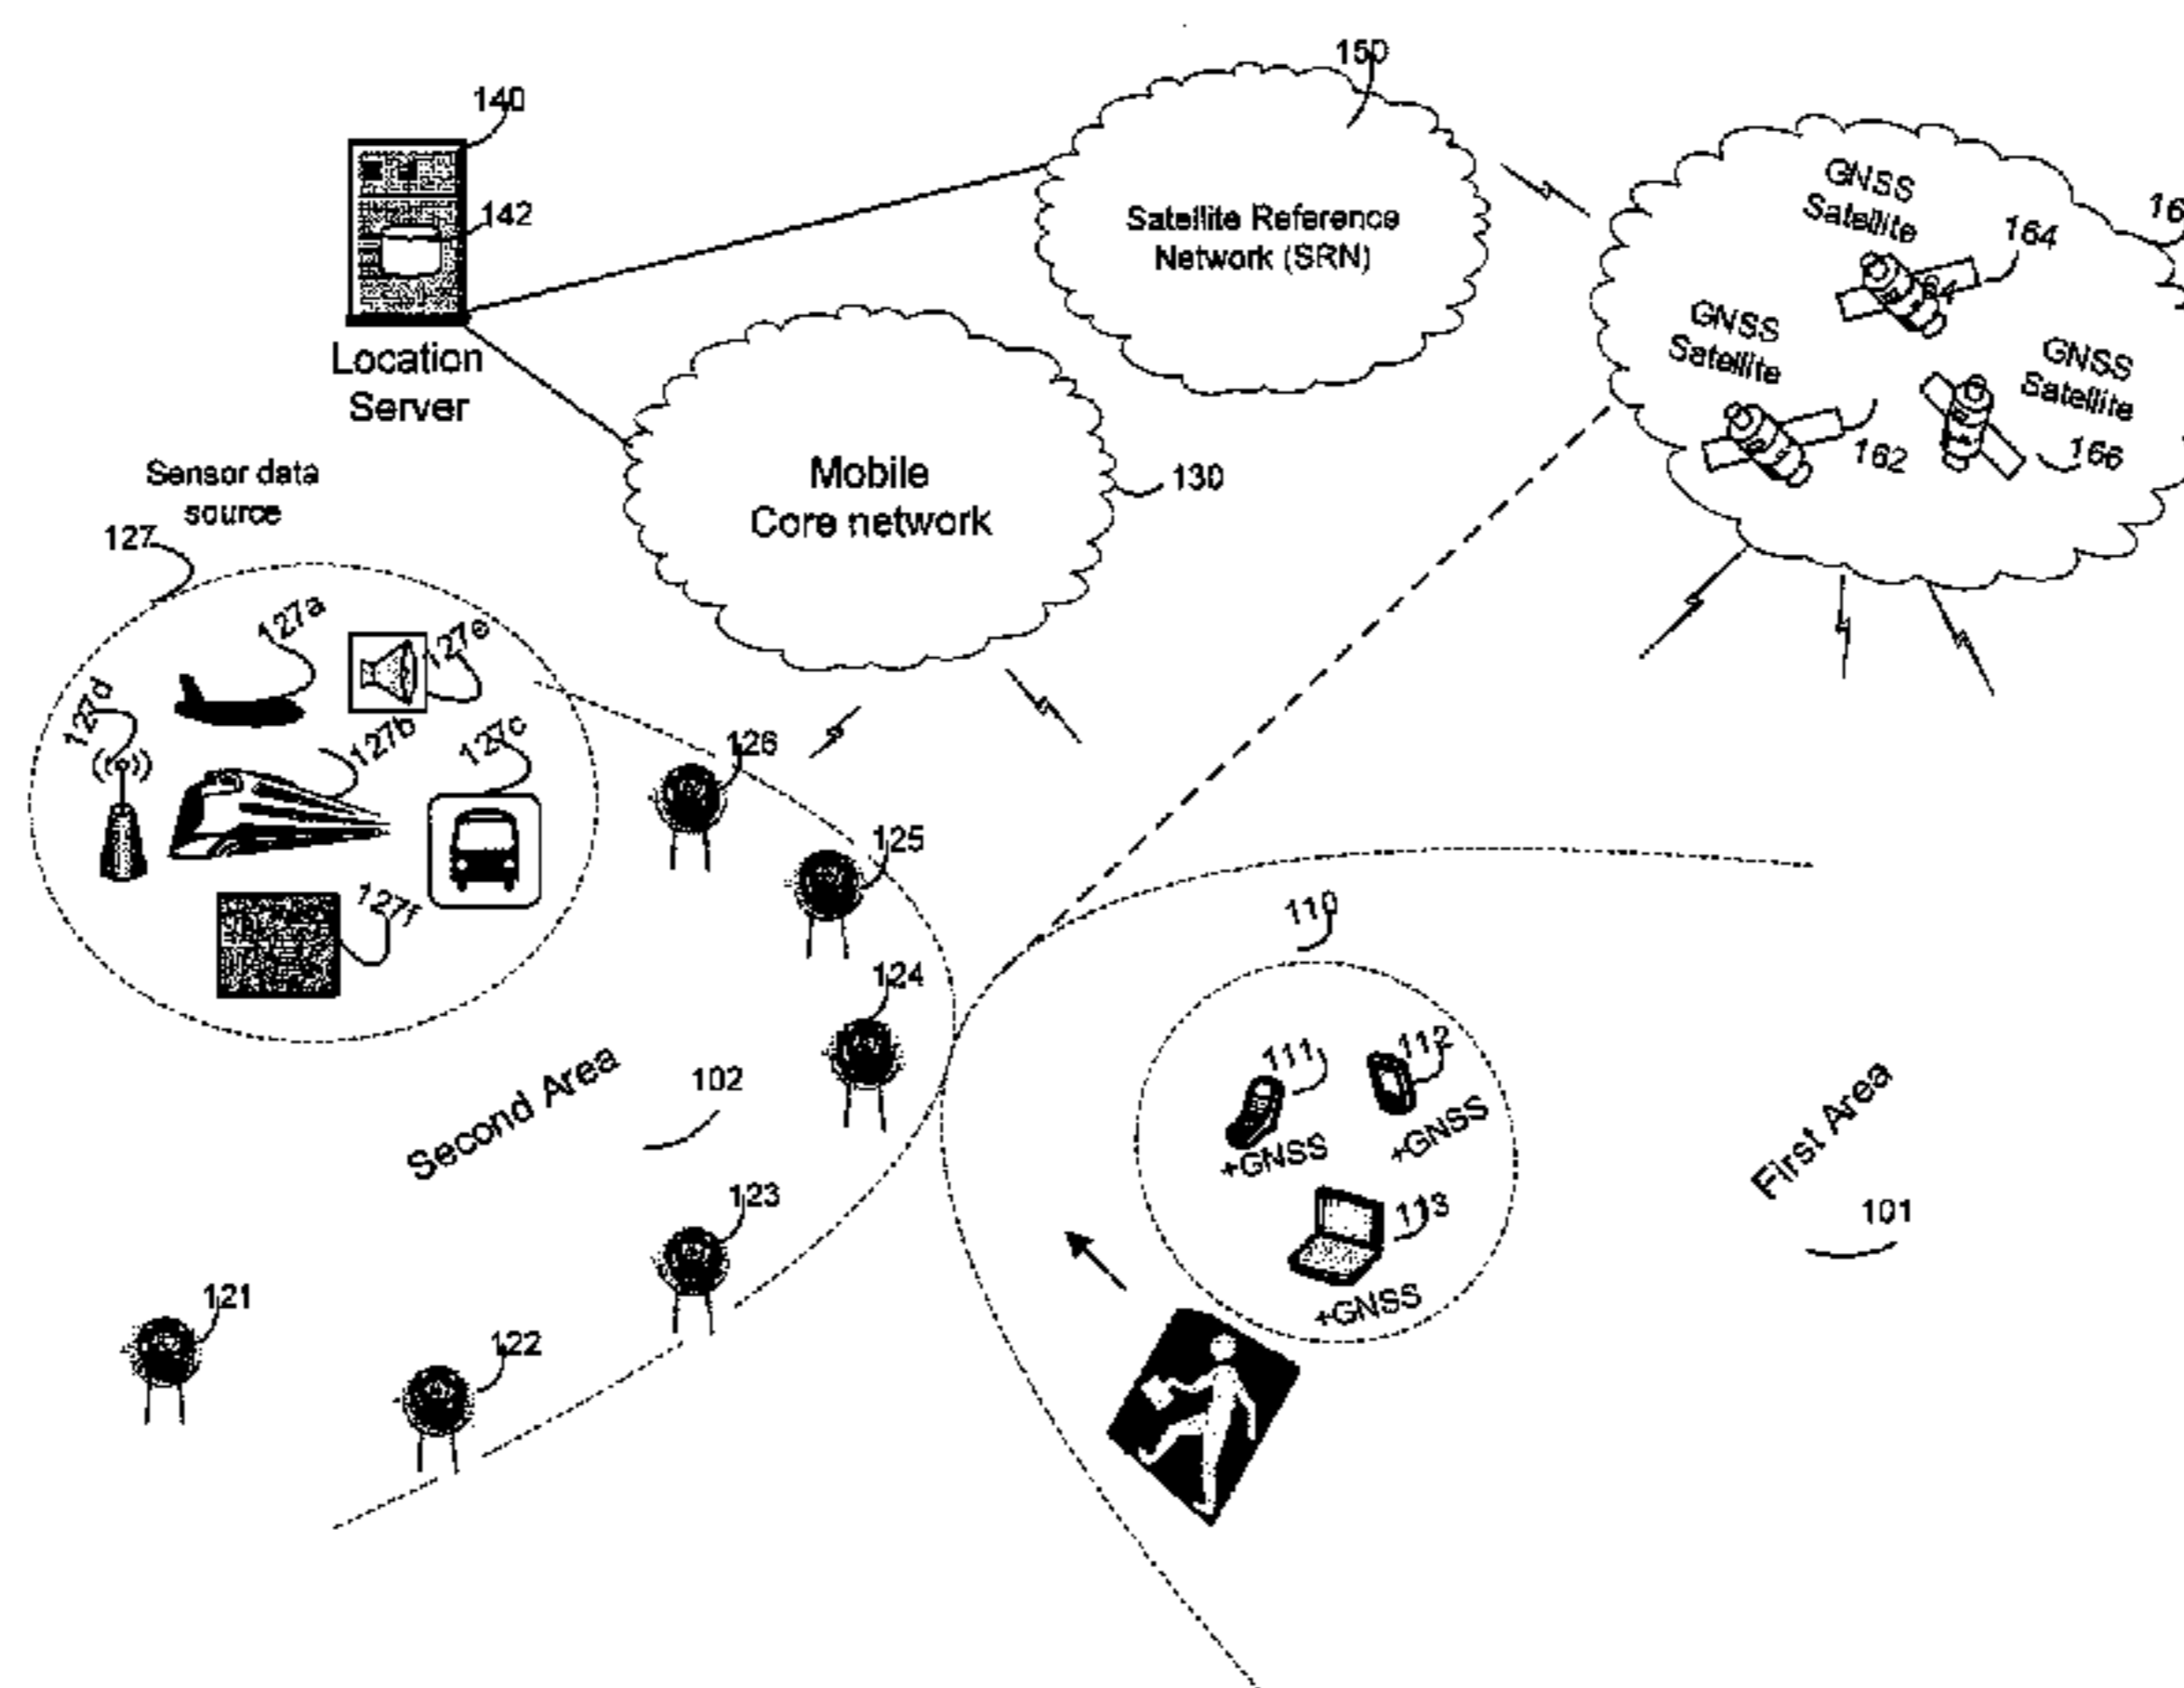 150
140
142
Satellite Reference
Network (SRN)
GNSS
Satellite
164
GNSS
Satellite
GNSS
Satellite
162
166
Location
Server
Mobile
Core network
130
Sensor data
source
127
127a
127e
127d
127b
127c
127f
126
125
124
110
111
112
+GNSS
+GNSS
113
+GNSS
Second Area
102
First Area
101
123
121
122